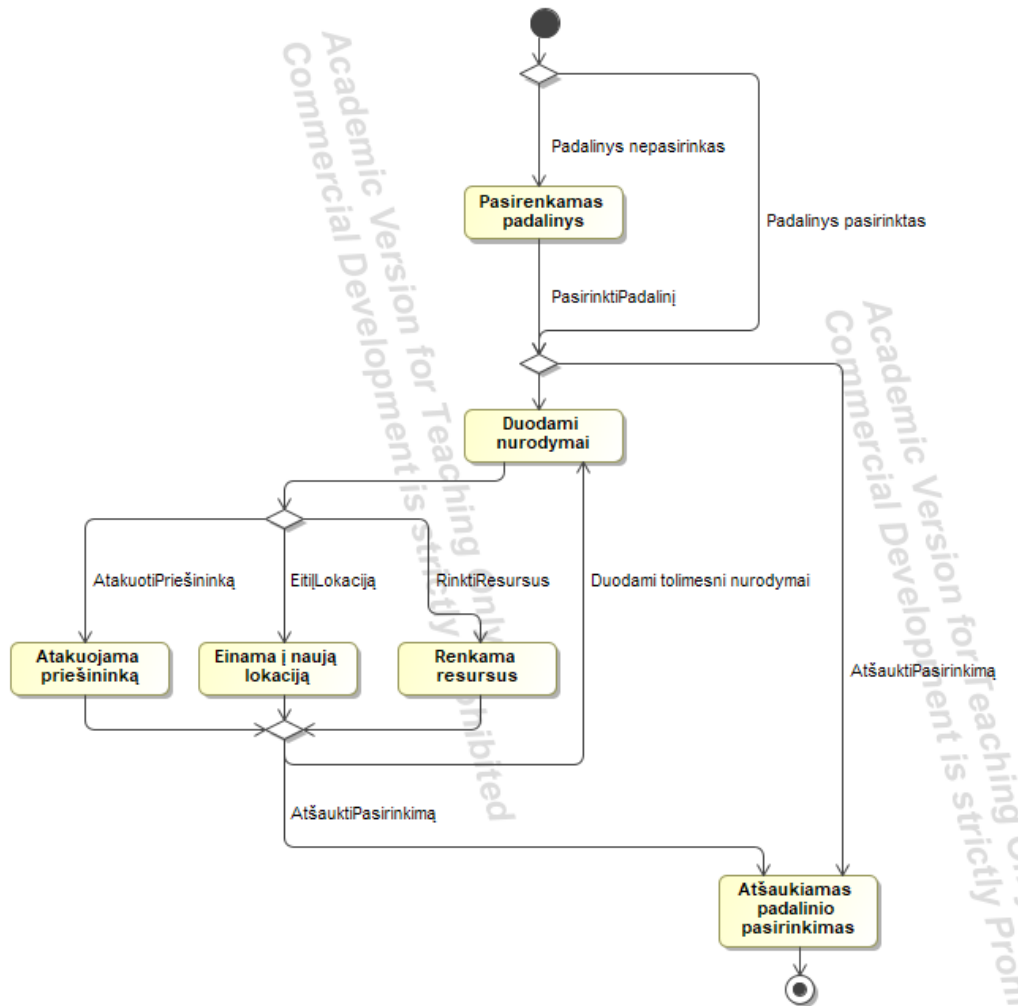 Padalinys nepasirinkas
Pasirenkamas
padalinys
Padalinys pasirinktas
PasirinktiPadalinį
Duodami
nurodymai
AtakuotiPriešininką
EitiĮLokaciją
RinktiResursus
Duodami tolimesni nurodymai
Atakuojama
priešininką
Einama į naują
lokaciją
Renkama
resursus
AtšauktiPasirinkimą
AtšauktiPasirinkimą
Atšaukiamas
padalinio
pasirinkimas
Academic Version for Teaching Only
Commercial Development is strictly Prohibited
Academic Version for Teaching
Commercial Development is strictly